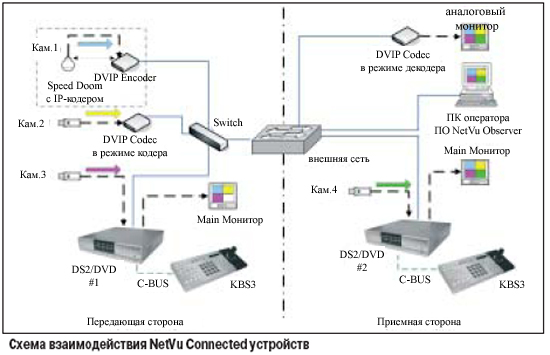 Кам.1
DVIP Encoder
Speed Doom
с IP-кодером
Кам.2
DVIP Codec
в режиме кодера
Switch
Кам.3
Main Монитор
DS2/DVD
#1
C-BUS
KBS3
Передающая сторона
аналоговый
монитор
DVIP Codec
в режиме декодера
ПК оператора
ПО NetVu Observer
внешняя сеть
Main Монитор
Кам.4
DS2/DVD
#2
C-BUS
KBS3
Приемная сторона
Схема взаимодействия NetVu Connected устройств